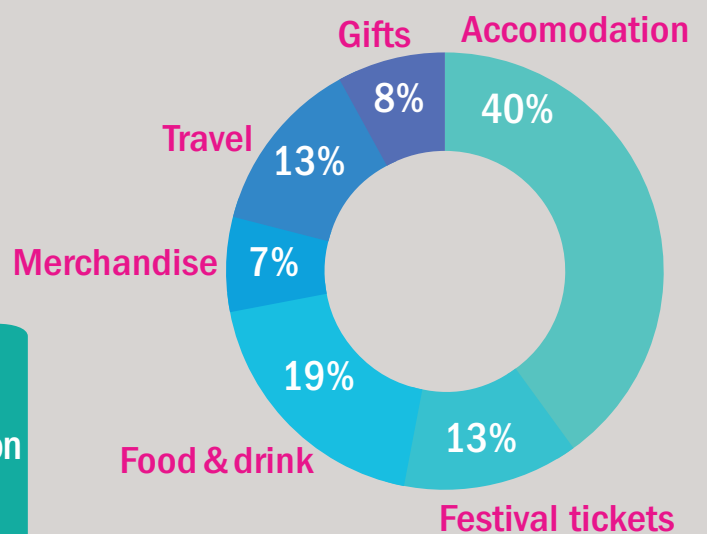 Gifts
Accomodation
8%
40%
Travel
13%
Merchandise
7%
19%
13%
Food & drink
Festival tickets